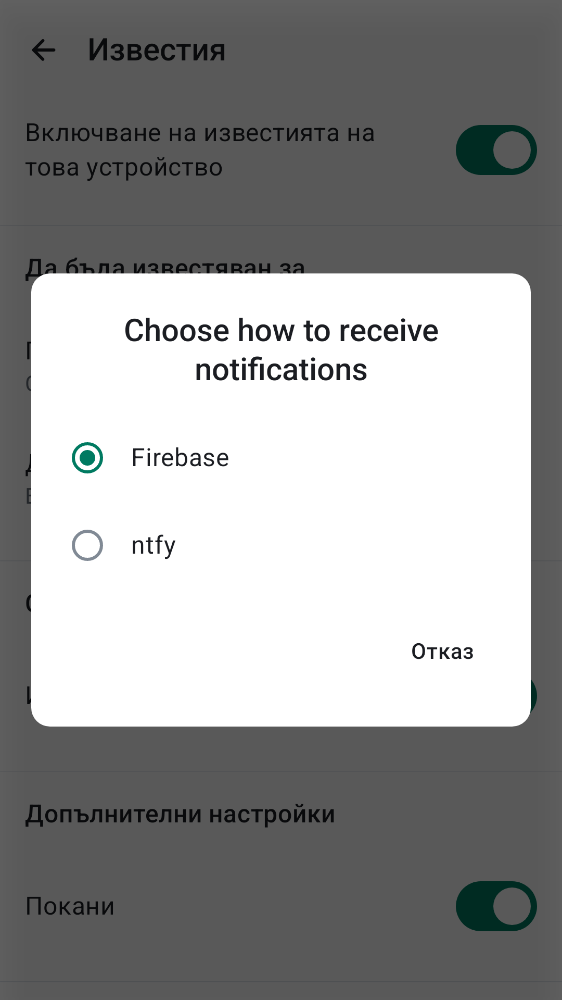 Известия
Включване на известията на
това устройство
Да бъда известяван за
Choose how to receive
notifications
Firebase
ntfy
Отказ
Допълнителни настройки
Покани